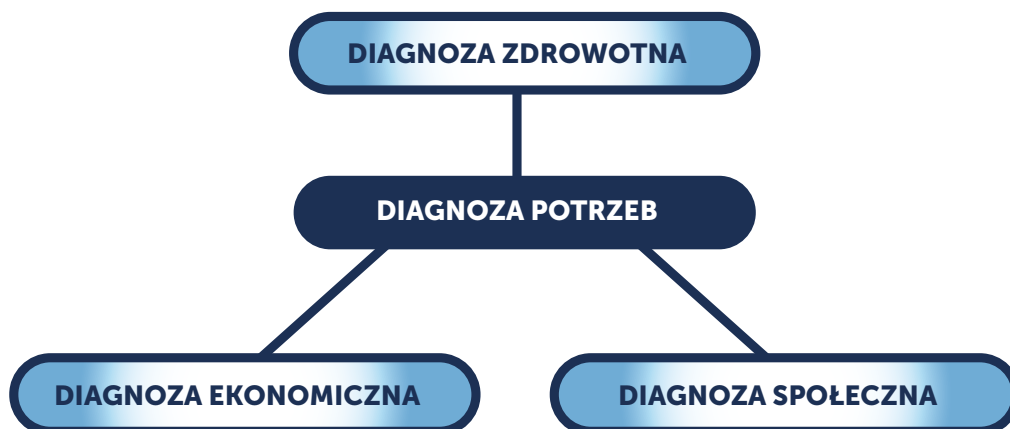 DIAGNOZA ZDROWOTNA
DIAGNOZA POTRZEB
DIAGNOZA EKONOMICZNA
DIAGNOZA SPOŁECZNA